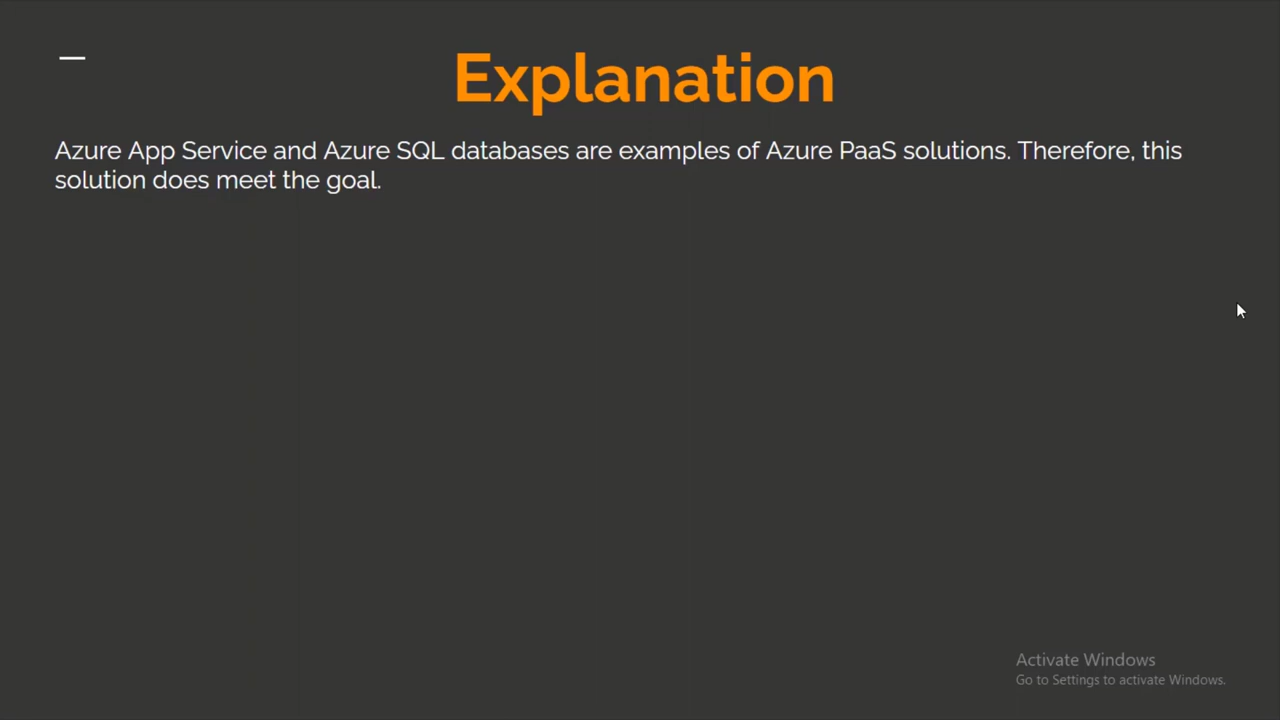 Explanation
Azure App Service and Azure SQL databases are examples of Azure PaaS solutions. Therefore, this
solution does meet the goal.
Activate Windows
Go to Settings to activate Windows.